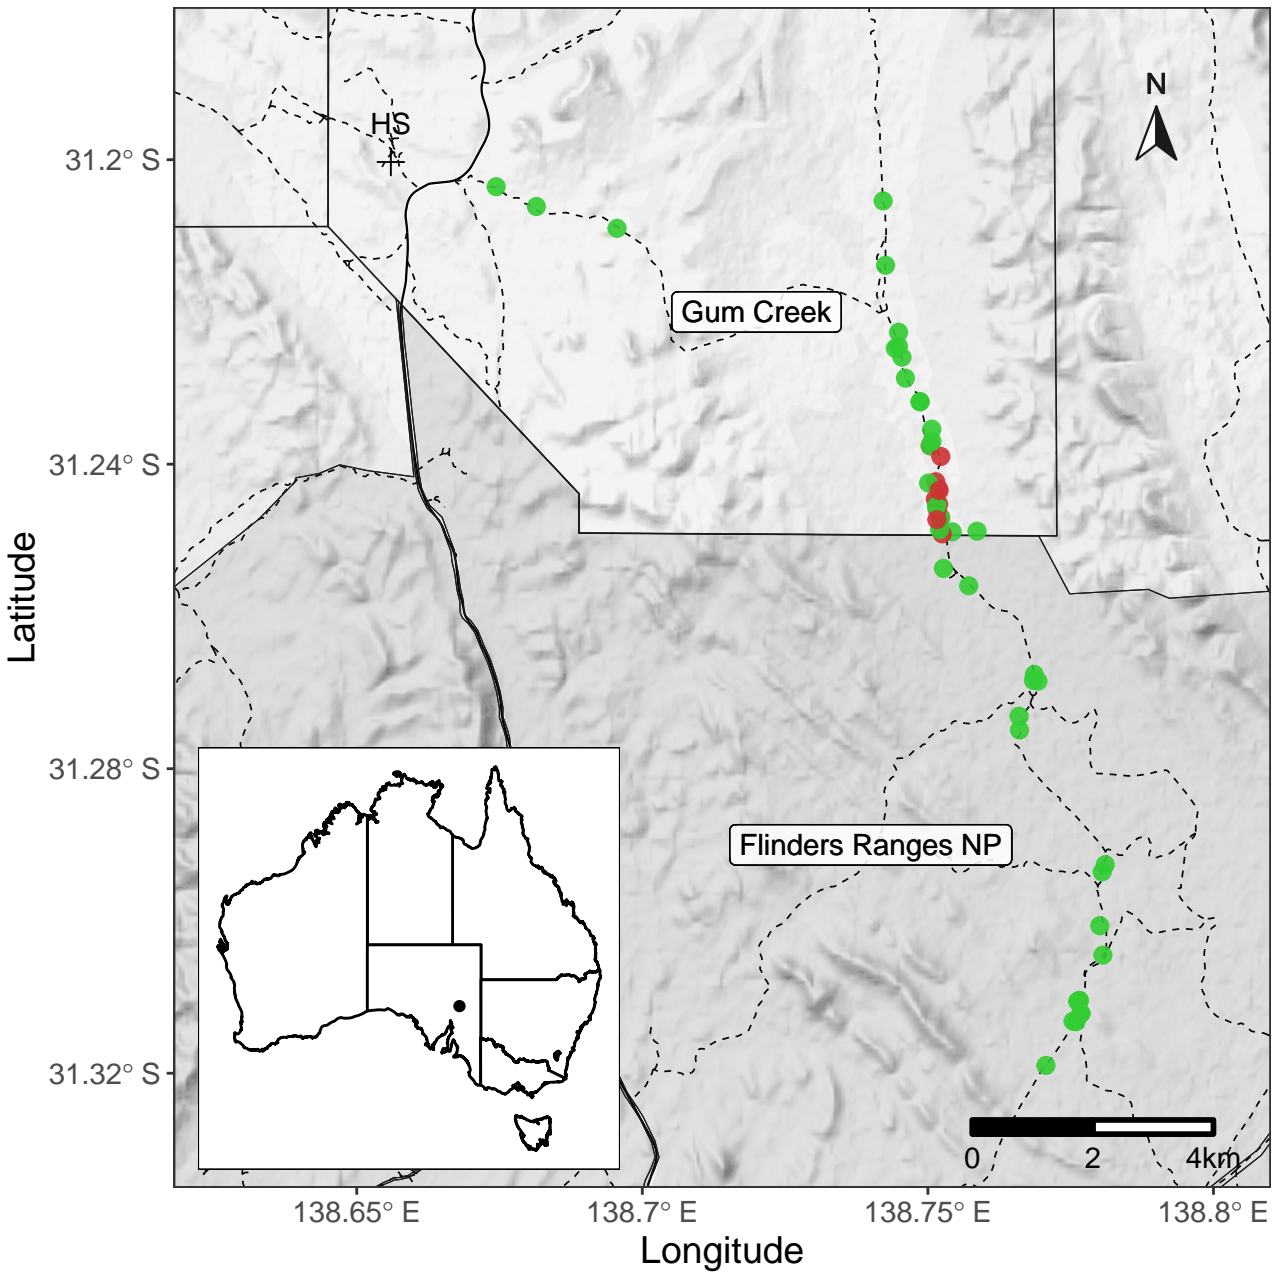 N
HS
31.2° S
Gum Creek
31.24° S
Latitude
31.28° S
Flinders Ranges NP
31.32° S
0 2 4km
138.65° E 138.7° E 138.75° E 138.8° E
Longitude